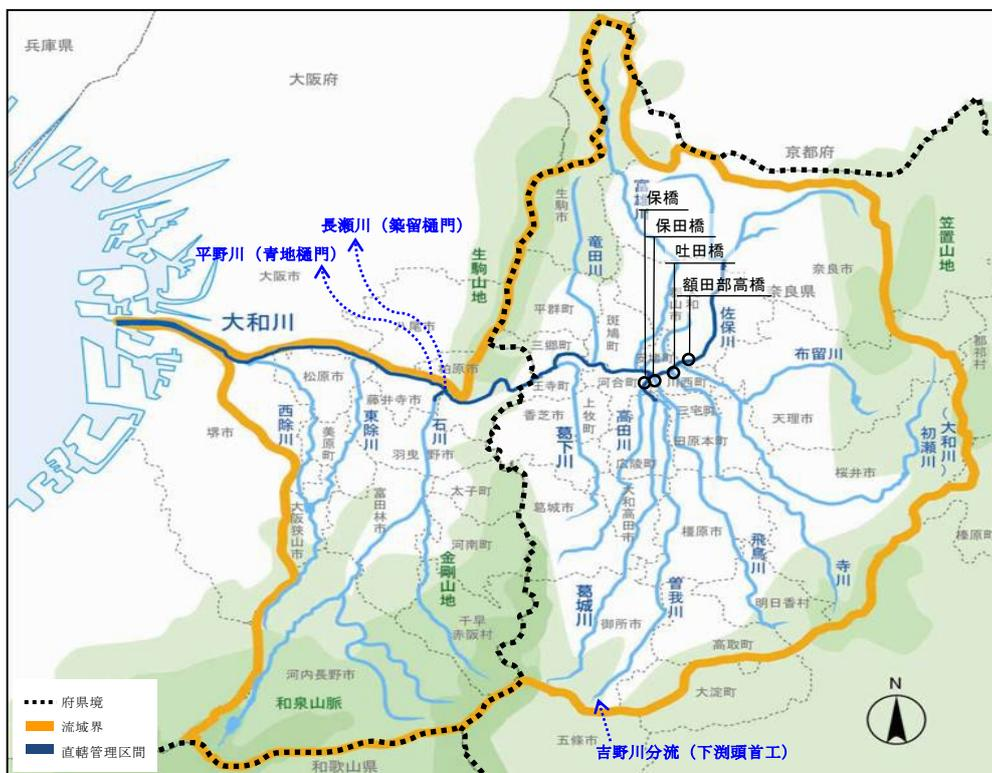 兵庫県
大阪府
京都府
笠置山地
生駒市
富雄川
保橋
保田橋
吐田橋
額田部高橋
長瀬川（築留樋門）
平野川（青地樋門）
生駒山地
竜田川
奈良市
奈良県
大阪市
大和川
八尾市
平群町
斑鳩町
佐保川
三郷町
安堵町
布留川
都祁村
柏原市
松原市
藤井寺市
王寺町
河合町
川西町
三宅町
香芝市
上牧町
高田川
天理市
初瀬川
（大和川）
西除川
東除川
石川
堺市
美原町
羽曳野市
葛下川
田原本町
広陵町
桜井市
太子町
富田林市
大阪狭山市
葛城市
大和高田市
橿原市
飛鳥川
榛原町
河南町
金剛山地
寺川
葛城川
曽我川
明日香村
千早
赤阪村
御所市
高取町
河内長野市
大淀町
和泉山脈
五條市
吉野川分流（下渕頭首工）
和歌山県
N
府県境
流域界
直轄管理区間